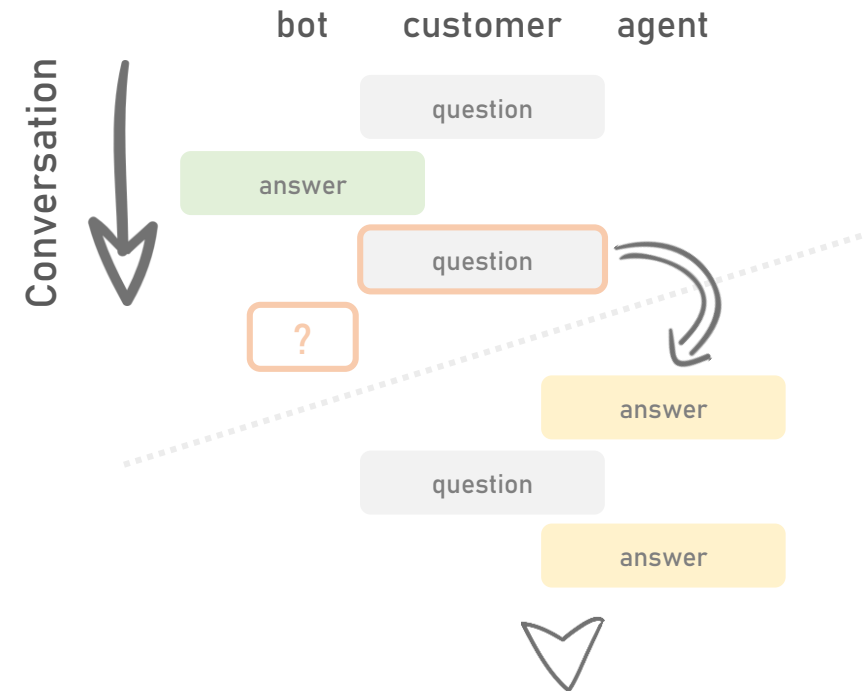 bot customer agent
Conversation
question
answer
question
?
answer
question
answer